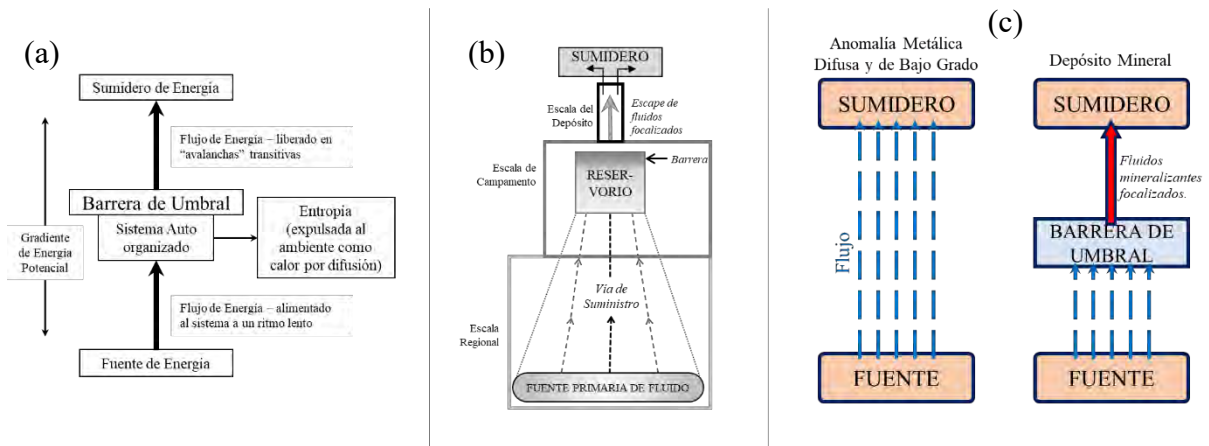 (a)
Sumidero de Energía
Flujo de Energía – liberado en
“avalanchas” transitivas
Barrera de Umbral
Sistema Auto
organizado
Entropia
(expulsada al
ambiente como
calor por difusión)
Gradiente
de Energía
Potencial
Flujo de Energía – alimentado
al sistema a un ritmo lento
Fuente de Energía
(b)
SUMIDERO
Escala del
Depósito
Escape de
fluidos
focalizados
Escala de
Campamento
Barrera
RESER-
VORIO
Vía de
Suministro
Escala
Regional
FUENTE PRIMARIA DE FLUIDO
(c)
Anomalía Metálica
Difusa y de Bajo Grado
SUMIDERO
Flujo
FUENTE
Depósito Mineral
SUMIDERO
Fluidos
mineralizantes
focalizados.
BARRERA DE
UMBRAL
FUENTE